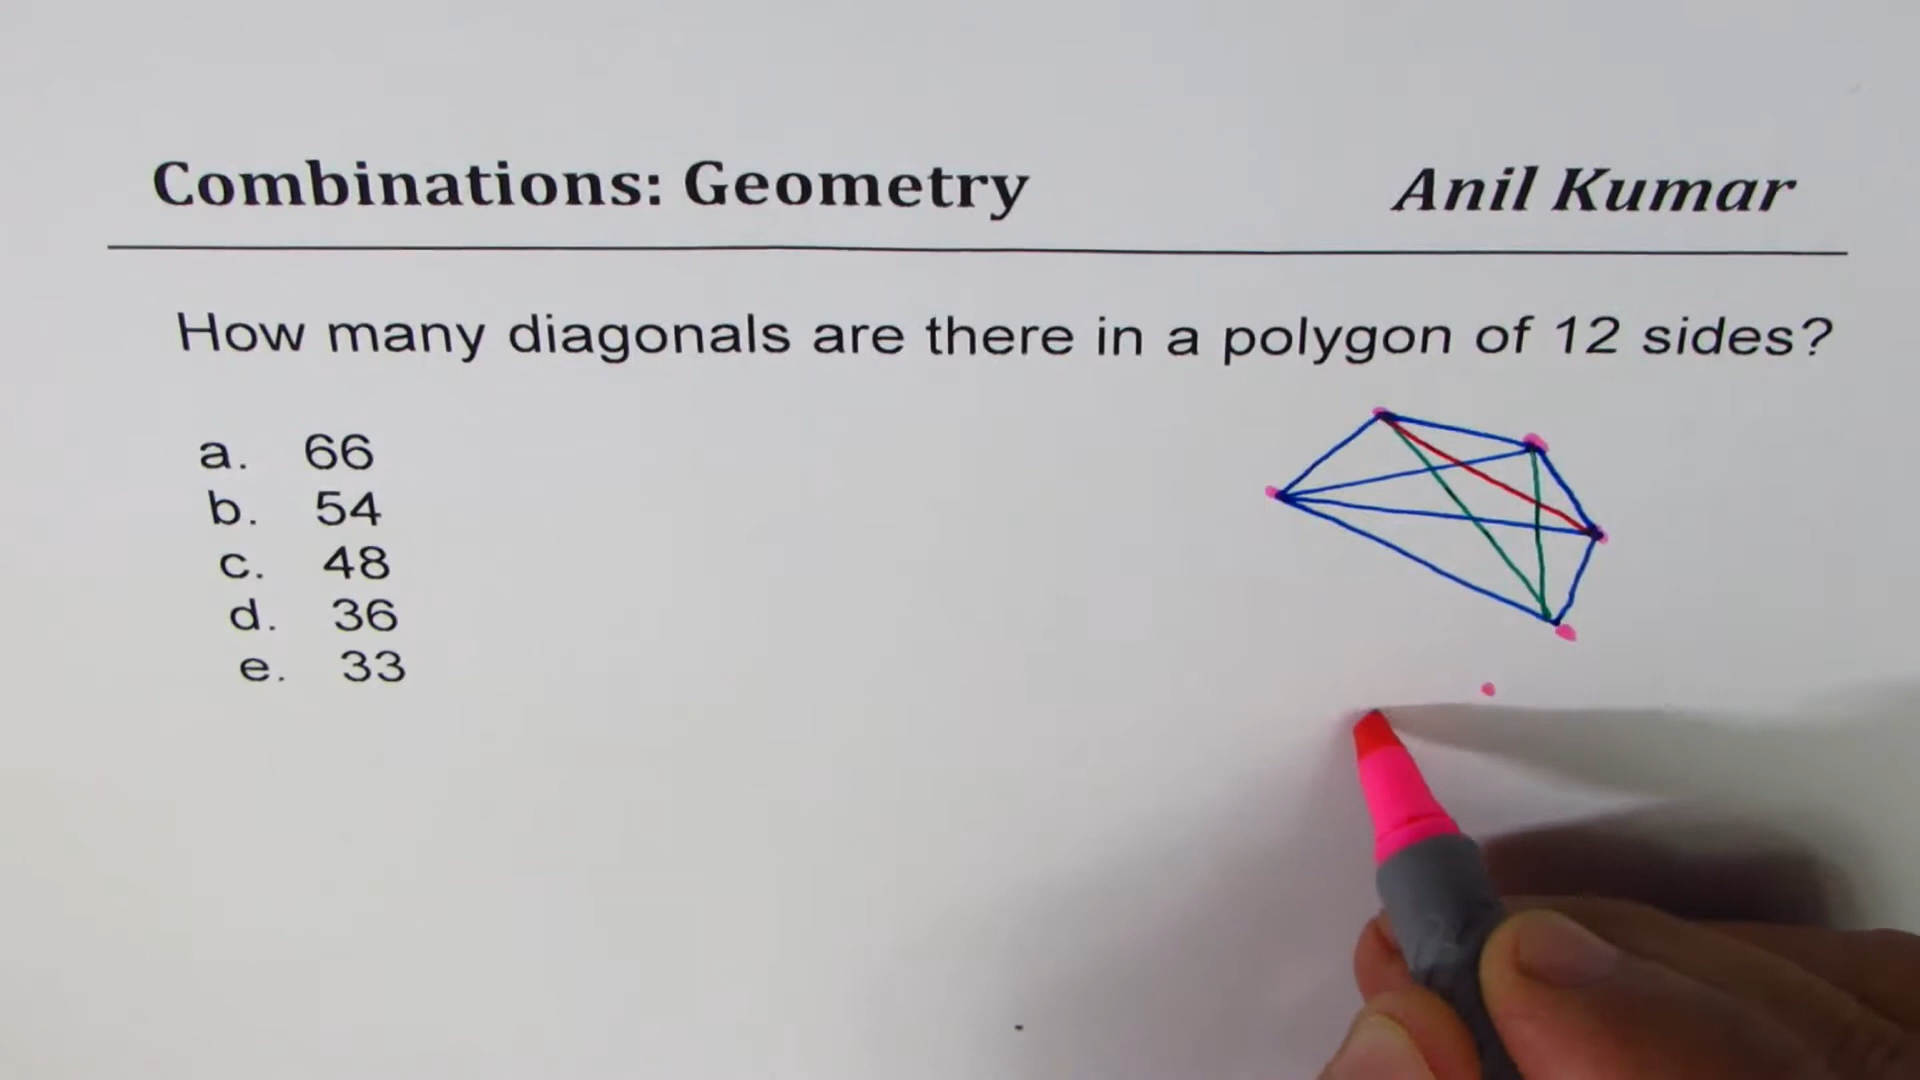 Combinations: Geometry Anil Kumar
How many diagonals are there in a polygon of 12 sides?
a. 66
b. 54
c. 48
d. 36
e. 33